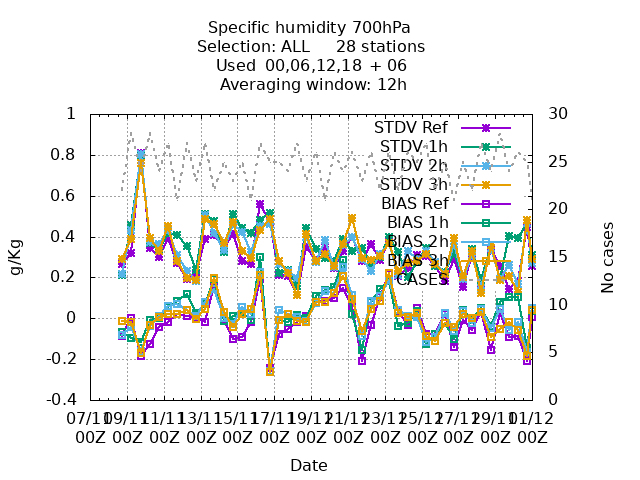 Specific humidity 700hPa
Selection: ALL 28 stations
Used 00,06,12,18 + 06
Averaging window: 12h
1
0.8
0.6
0.4
0.2
0
-0.2
-0.4
g/Kg
30
25
20
15
10
5
0
No cases
STDV Ref
STDV 1h
STDV 2h
STDV 3h
BIAS Ref
BIAS 1h
BIAS 2h
BIAS 3h
CASES
07/11 09/11 11/11 13/11 15/11 17/11 19/11 21/11 23/11 25/11 27/11 29/11 01/12
00Z 00Z 00Z 00Z 00Z 00Z 00Z 00Z 00Z 00Z 00Z 00Z 00Z
Date